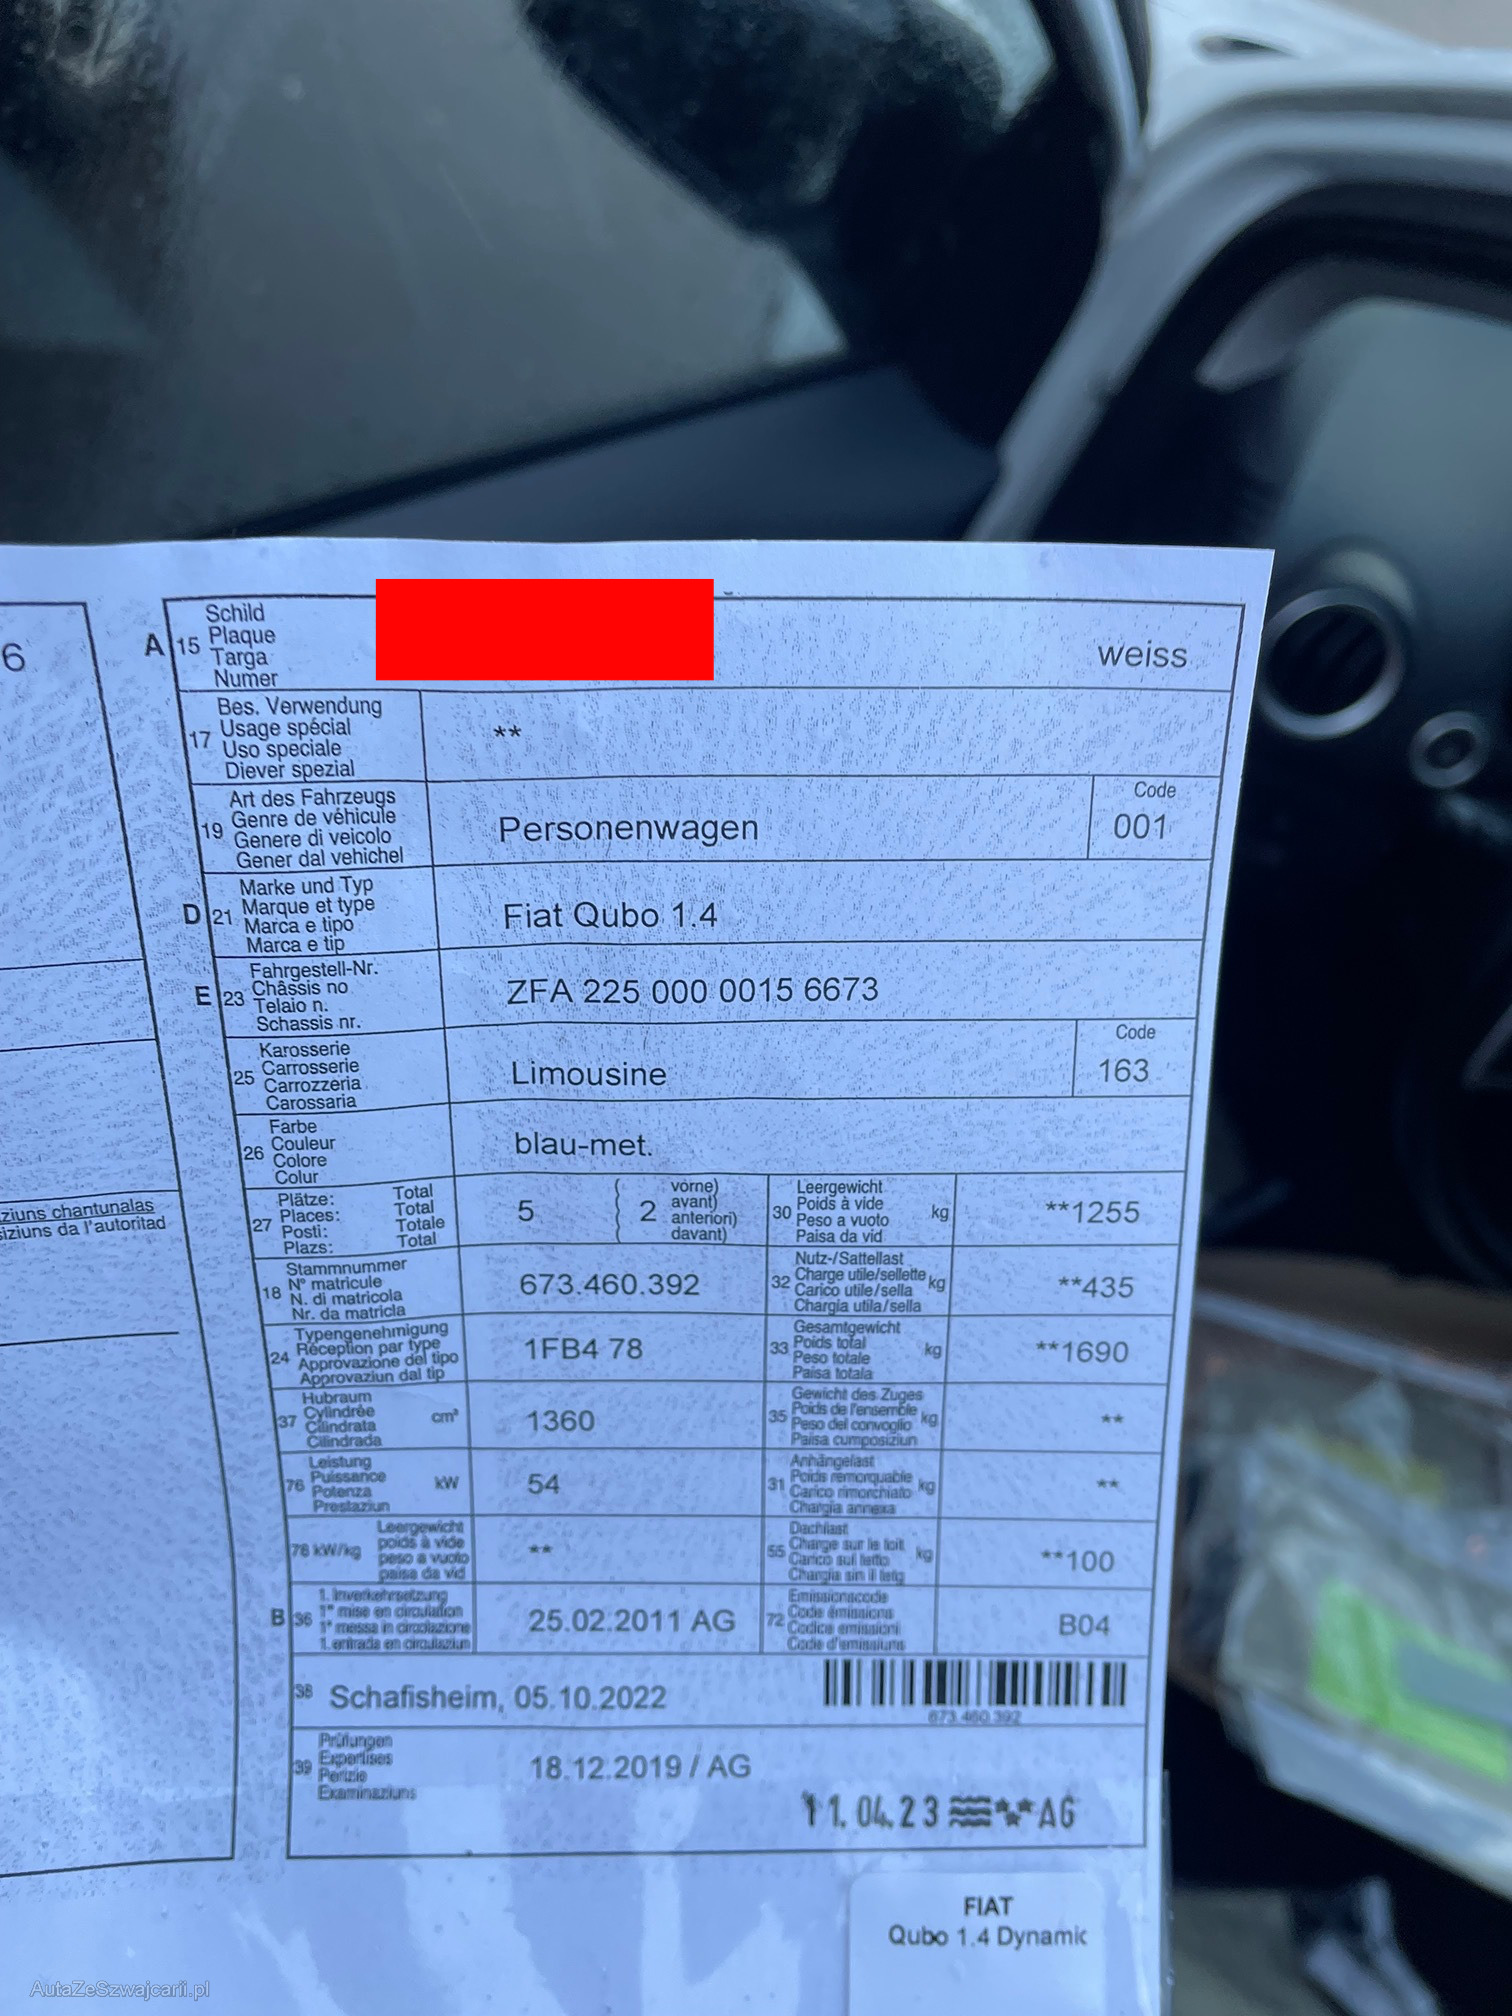 6
ziuns chantunalas
siziuns da l'autoritad
A 15 Schild
Plaque
Targa
Numer
weiss
17 Bes. Verwendung
Usage spécial
Uso speciale
Diever spezial
**
19 Art des Fahrzeugs
Genre de véhicule
Genere di veicolo
Gener dal vehichel
Personenwagen
Code
001
D 21 Marke und Typ
Marque et type
Marca e tipo
Marca e tip
Fiat Qubo 1.4
E 23 Fahrgestell-Nr.
Châssis no
Telaio n.
Schassis nr.
ZFA 225 000 0015 6673
25 Karosserie
Carrosserie
Carrozzeria
Carossaria
Limousine
Code
163
26 Farbe
Couleur
Colore
Colur
blau-met.
27 Plätze: Total
Places: Total
Posti: Totale
Plazs: Total
5 ( 2 vorne)
avant)
anteriori)
davant)
30 Leergewicht
Poids à vide
Peso a vuoto
Paisa da vid
kg
**1255
18 Stammnummer
N° matricule
N. di matricola
Nr. da matricla
673.460.392
32 Nutz-/Sattellast
Charge utile/sellette
Carico utile/sella
Chargia utila/sella
kg
**435
24 Typengenehmigung
Réception par type
Approvazione del tipo
Approvaziun dal tip
1FB4 78
33 Gesamtgewicht
Poids total
Peso totale
Paisa totala
kg
**1690
37 Hubraum
Cylindrée
Cilindrata
Cilindrada
cm³
1360
35 Gewicht des Zuges
Poids de l'ensemble
Peso del convoglio
Paisa cumposiziun
kg
**
76 Leistung
Puissance
Potenza
Prestaziun
kW
54
31 Anhängelast
Poids remorquable
Carico rimorchiato
Chargia annexa
kg
**
78 kW/kg Leergewicht
poids à vide
peso a vuoto
paisa da vid
**
55 Dachlast
Charge sur le toit
Carico sul tetto
Chargia sin il tetg
kg
**100
B 36 1. Inverkehrsetzung
1re mise en circulation
1a messa in circolazione
1. entrada en circulaziun
25.02.2011 AG
72 Emissionscode
Code émissions
Codice emissioni
Code d'emissiuns
B04
38 Schafisheim, 05.10.2022
673.460.392
39 Prüfungen
Expertises
Perizie
Examinaziuns
18.12.2019 / AG
11.04.23 AG
FIAT
Qubo 1.4 Dynamic
AutaZeSzwajcarii.pl